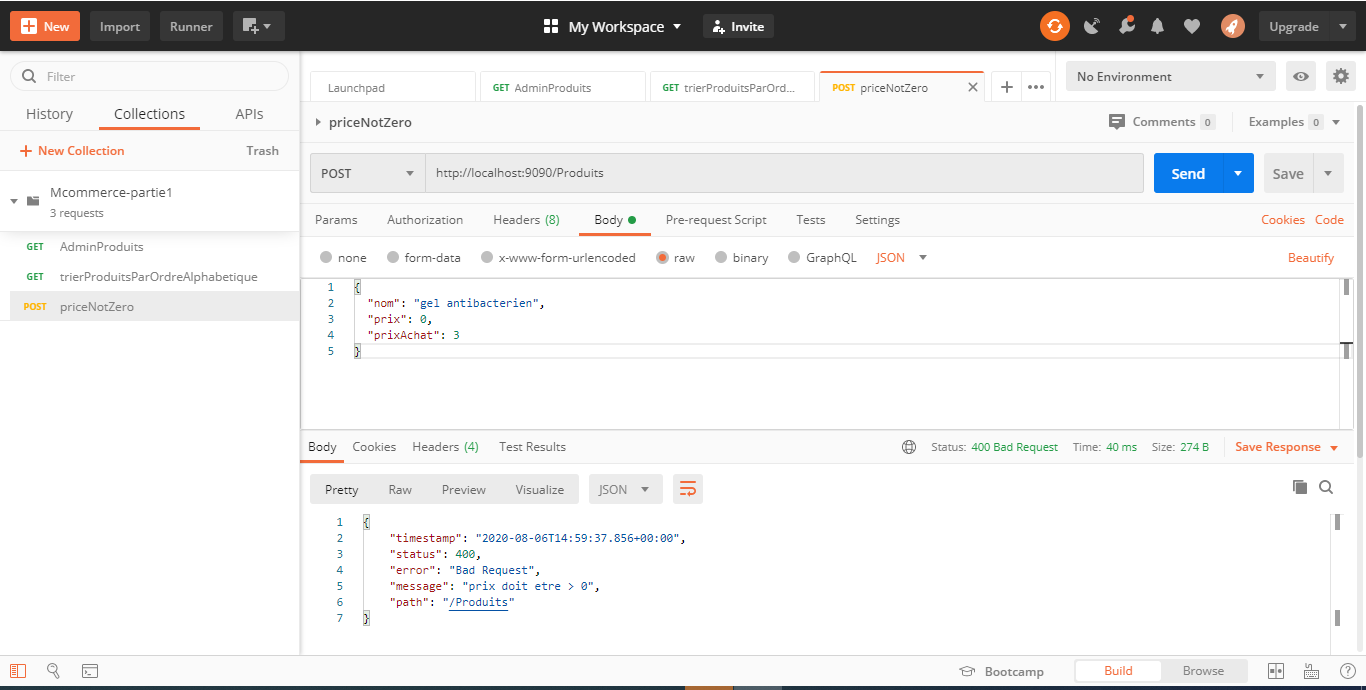 New
Import
Runner
My Workspace
Invite
Upgrade
Filter
History Collections APIs
New Collection Trash
Mcommerce-partie1
3 requests
GET AdminProduits
GET trierProduitsParOrdreAlphabetique
POST priceNotZero
Launchpad
GET AdminProduits
GET trierProduitsParOrd...
POST priceNotZero
No Environment
priceNotZero
Comments 0 Examples 0
POST http://localhost:9090/Produits
Send Save
Params Authorization Headers (8) Body Pre-request Script Tests Settings
Cookies Code
none form-data x-www-form-urlencoded raw binary GraphQL JSON Beautify
1 {
2 "nom": "gel antibacterien",
3 "prix": 0,
4 "prixAchat": 3
5 }
Body Cookies Headers (4) Test Results
Status: 400 Bad Request Time: 40 ms Size: 274 B Save Response
Pretty Raw Preview Visualize JSON
1 {
2 "timestamp": "2020-08-06T14:59:37.856+00:00",
3 "status": 400,
4 "error": "Bad Request",
5 "message": "prix doit etre > 0",
6 "path": "/Produits"
7 }
Bootcamp Build Browse